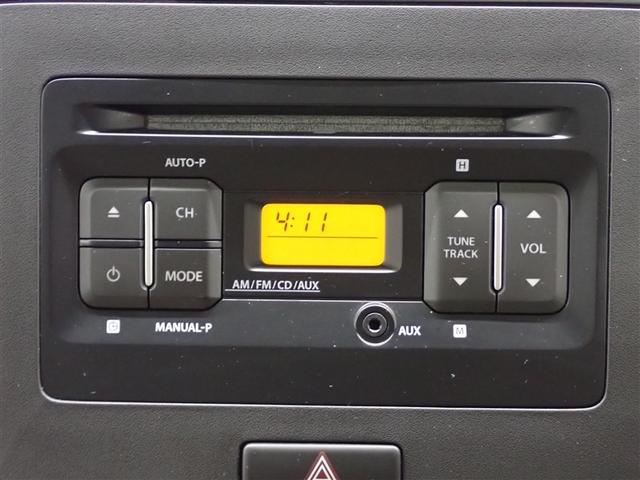 AUTO-P
H
CH
4:11
TUNE
TRACK
VOL
MODE
AM/FM/CD/AUX
MANUAL-P
AUX
M